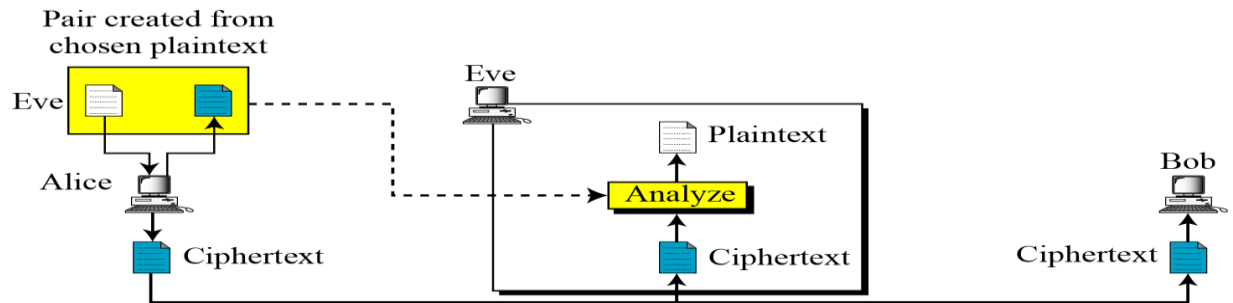 Pair created from
chosen plaintext
Eve
Eve
Plaintext
Bob
Alice
Analyze
Ciphertext
Ciphertext
Ciphertext